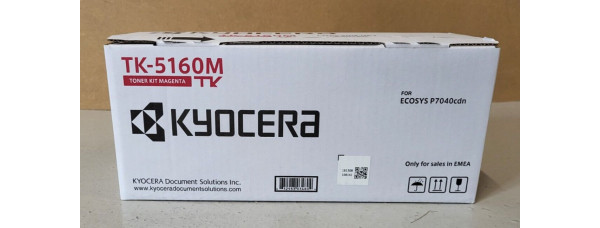 TK-5160M
TONER KIT MAGENTA TK
KYOCERA
FOR
ECOSYS P7040cdn
Only for sales in EMEA
KYOCERA Document Solutions Inc.
www.kyoceradocumentsolutions.com